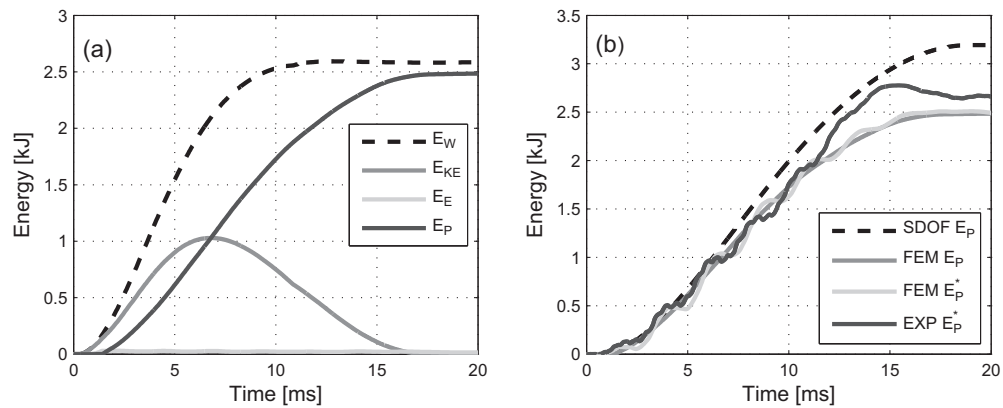 (a)
Energy [kJ]
3
2.5
2
1.5
1
0.5
0
0 5 10 15 20
Time [ms]
E_W
E_KE
E_E
E_P
(b)
Energy [kJ]
3.5
3
2.5
2
1.5
1
0.5
0
0 5 10 15 20
Time [ms]
SDOF E_P
FEM E_P
FEM E_P^*
EXP E_P^*